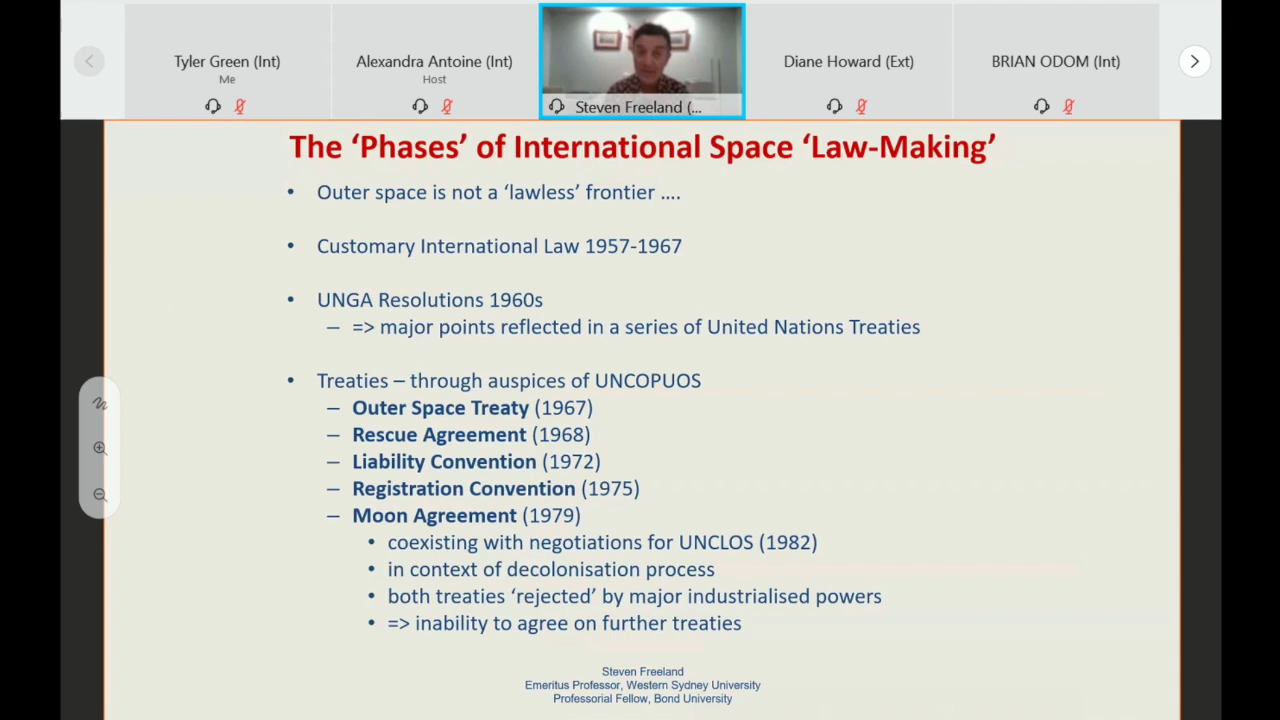 Tyler Green (Int)
Me
Alexandra Antoine (Int)
Host
Steven Freeland (...
Diane Howard (Ext)
BRIAN ODOM (Int)
The ‘Phases’ of International Space ‘Law-Making’
• Outer space is not a ‘lawless’ frontier ....
• Customary International Law 1957-1967
• UNGA Resolutions 1960s
– => major points reflected in a series of United Nations Treaties
• Treaties – through auspices of UNCOPUOS
– Outer Space Treaty (1967)
– Rescue Agreement (1968)
– Liability Convention (1972)
– Registration Convention (1975)
– Moon Agreement (1979)
• coexisting with negotiations for UNCLOS (1982)
• in context of decolonisation process
• both treaties ‘rejected’ by major industrialised powers
• => inability to agree on further treaties
Steven Freeland
Emeritus Professor, Western Sydney University
Professorial Fellow, Bond University